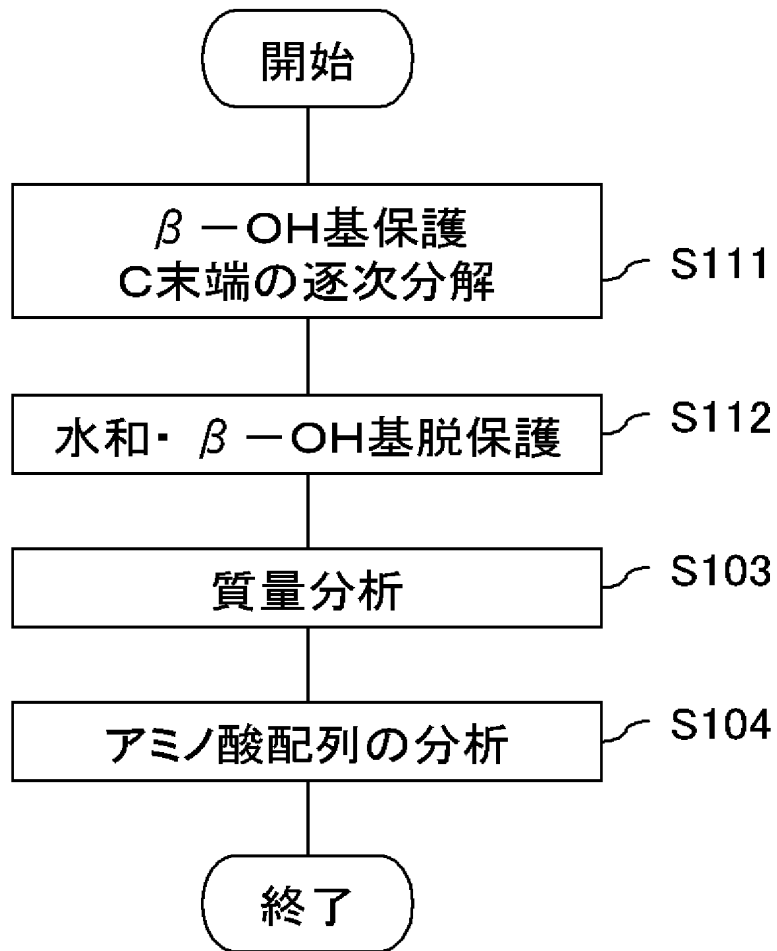 開始
β－OH基保護
C末端の逐次分解
S111
水和・β－OH基脱保護
S112
質量分析
S103
アミノ酸配列の分析
S104
終了